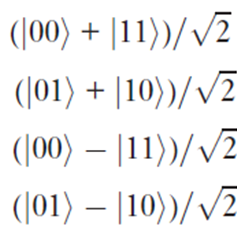 (|00⟩ + |11⟩)/√2
(|01⟩ + |10⟩)/√2
(|00⟩ − |11⟩)/√2
(|01⟩ − |10⟩)/√2